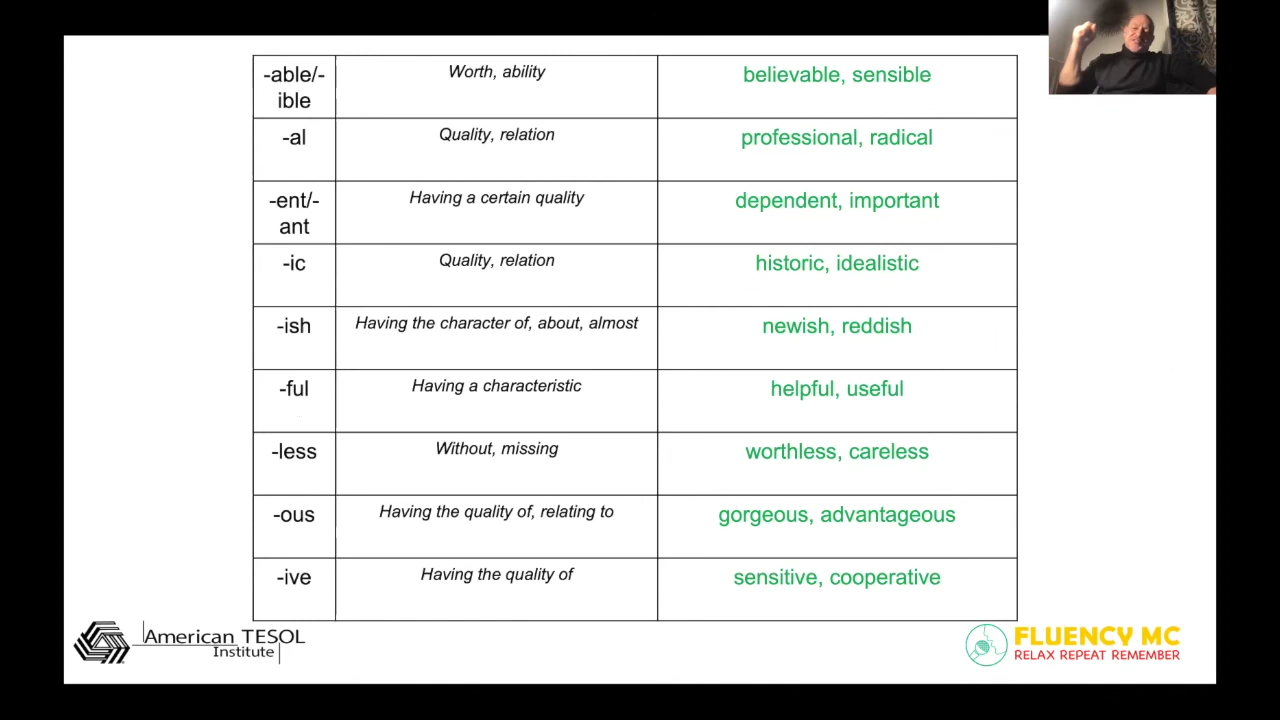 -able/-
ible
Worth, ability
believable, sensible
-al
Quality, relation
professional, radical
-ent/-
ant
Having a certain quality
dependent, important
-ic
Quality, relation
historic, idealistic
-ish
Having the character of, about, almost
newish, reddish
-ful
Having a characteristic
helpful, useful
-less
Without, missing
worthless, careless
-ous
Having the quality of, relating to
gorgeous, advantageous
-ive
Having the quality of
sensitive, cooperative
American TESOL
Institute
FLUENCY MC
RELAX REPEAT REMEMBER